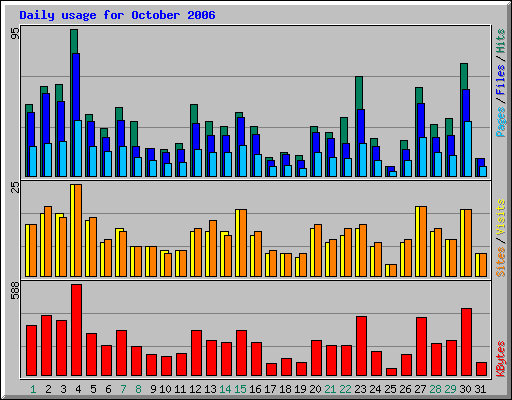 Daily usage for October 2006
95
Pages / Files / Hits
25
Sites / Visits
588
KBytes
1 2 3 4 5 6 7 8 9 10 11 12 13 14 15 16 17 18 19 20 21 22 23 24 25 26 27 28 29 30 31